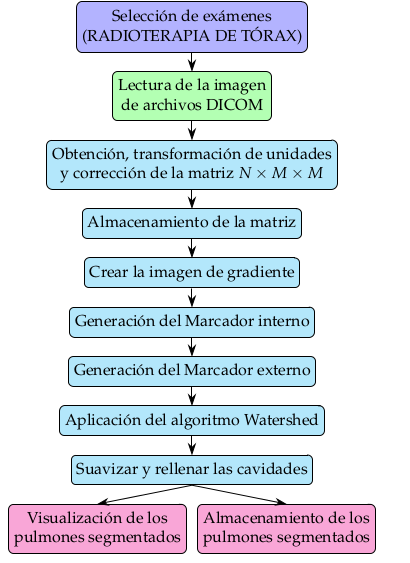 Selección de exámenes
(RADIOTERAPIA DE TÓRAX)
Lectura de la imagen
de archivos DICOM
Obtención, transformación de unidades
y corrección de la matriz N × M × M
Almacenamiento de la matriz
Crear la imagen de gradiente
Generación del Marcador interno
Generación del Marcador externo
Aplicación del algoritmo Watershed
Suavizar y rellenar las cavidades
Visualización de los
pulmones segmentados
Almacenamiento de los
pulmones segmentados